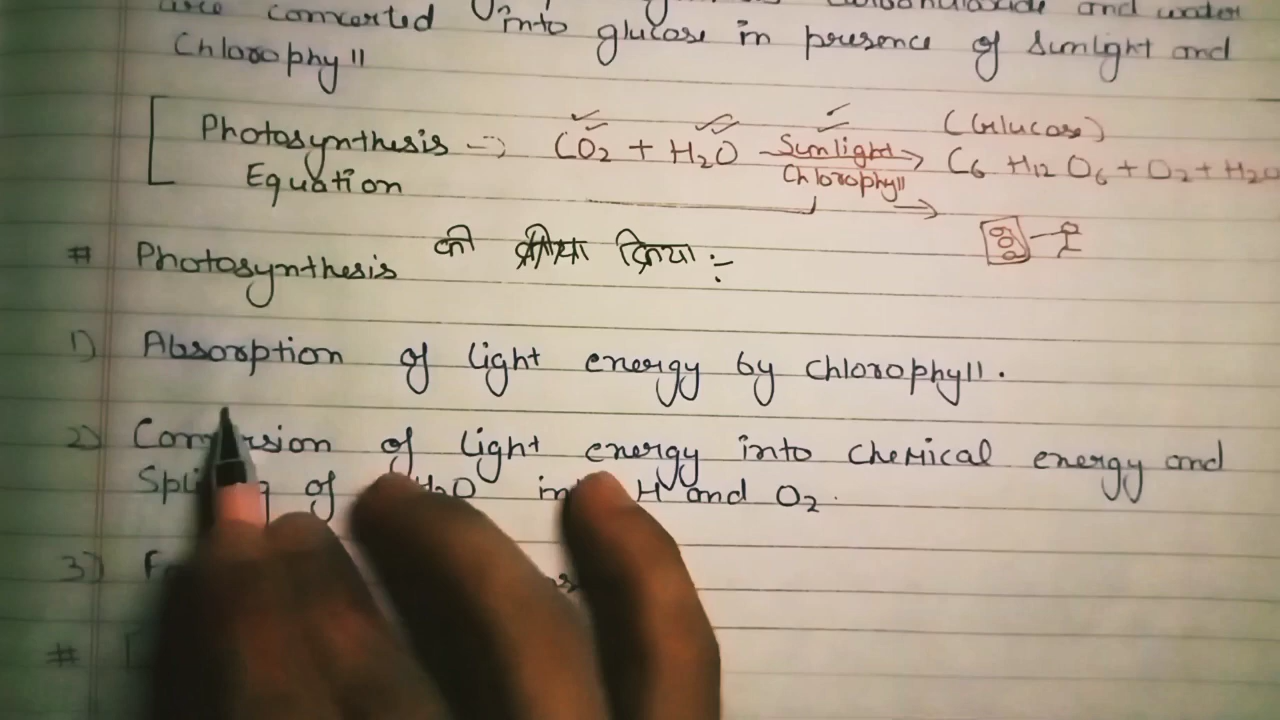 are converted into glucose in presence of sunlight and
Chlorophyll
Photosynthesis → CO2 + H2O Sunlight → C6 H12 O6 + O2 + H2O
(Glucose)
Chlorophyll
Equation
# Photosynthesis की क्रिया :-
1) Absorption of light energy by chlorophyll.
2) Conversion of light energy into chemical energy and
of H2O H and O2.
3)
#